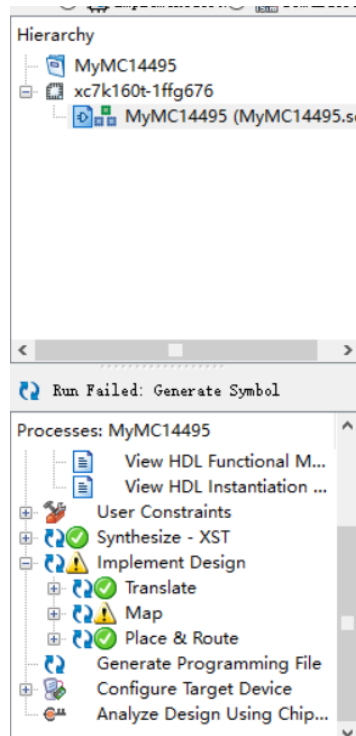 Hierarchy
MyMC14495
xc7k160t-1ffg676
MyMC14495 (MyMC14495.s
Run Failed: Generate Symbol
Processes: MyMC14495
View HDL Functional M...
View HDL Instantiation ...
User Constraints
Synthesize - XST
Implement Design
Translate
Map
Place & Route
Generate Programming File
Configure Target Device
Analyze Design Using Chip...